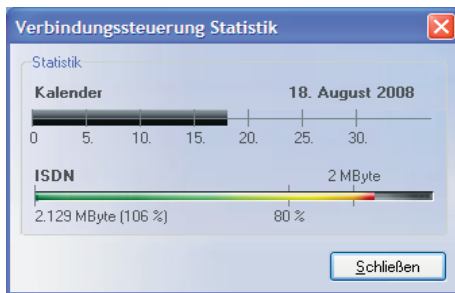 Verbindungssteuerung Statistik
Statistik
Kalender 18. August 2008
0 5. 10. 15. 20. 25. 30.
ISDN 2 MByte
2.129 MByte (106 %) 80 %
Schließen